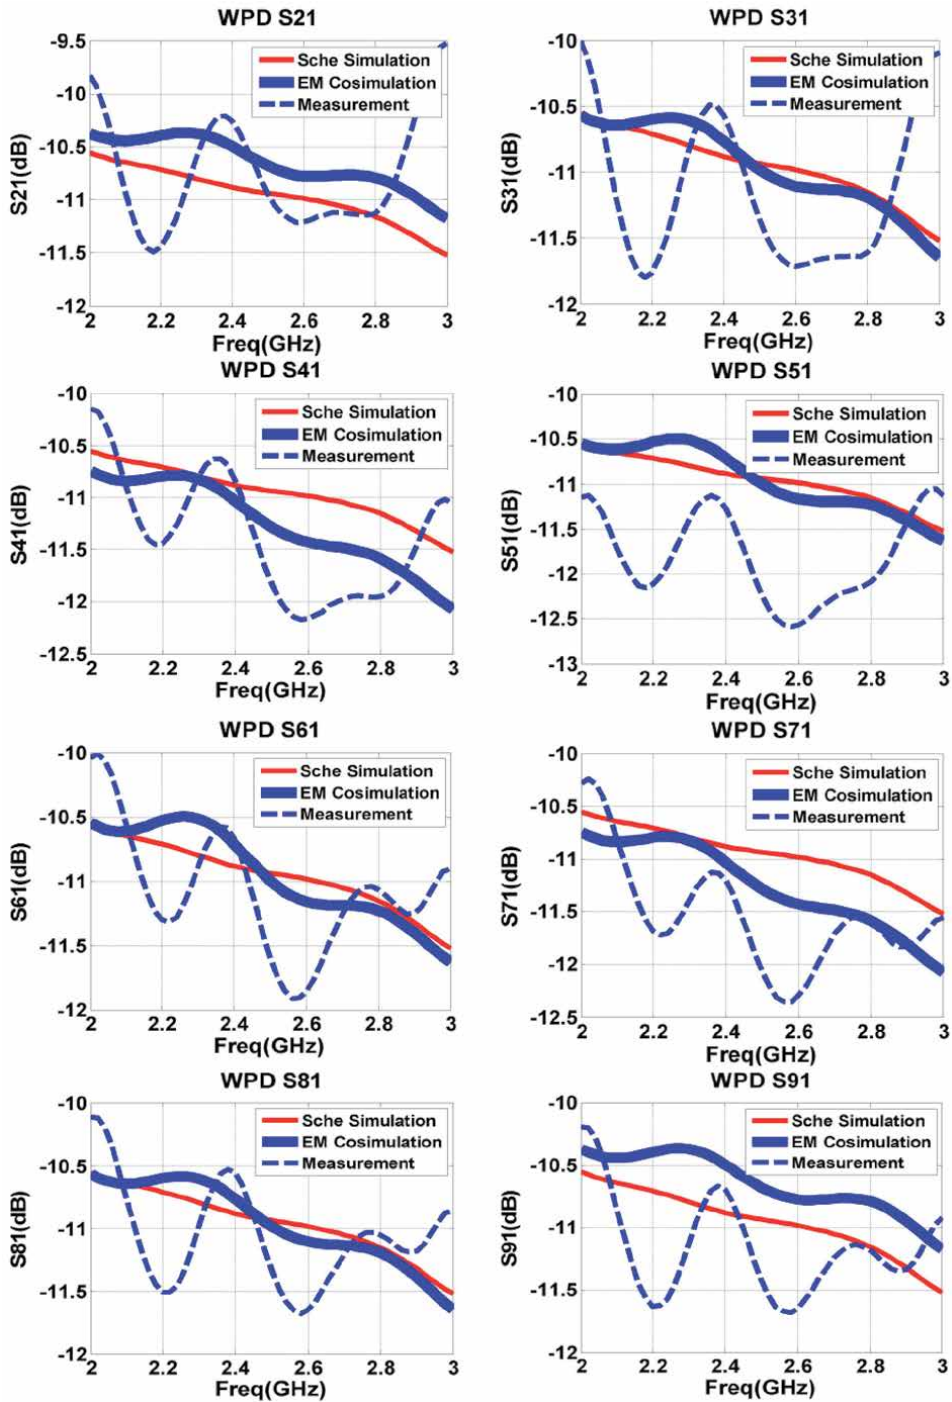 WPD S21
S21(dB)
-9.5
-10
-10.5
-11
-11.5
-12
Sche Simulation
EM Cosimulation
Measurement
2 2.2 2.4 2.6 2.8 3
Freq(GHz)
WPD S31
S31(dB)
-10
-10.5
-11
-11.5
-12
Sche Simulation
EM Cosimulation
Measurement
2 2.2 2.4 2.6 2.8 3
Freq(GHz)
WPD S41
S41(dB)
-10
-10.5
-11
-11.5
-12
-12.5
Sche Simulation
EM Cosimulation
Measurement
2 2.2 2.4 2.6 2.8 3
Freq(GHz)
WPD S51
S51(dB)
-10
-10.5
-11
-11.5
-12
-12.5
-13
Sche Simulation
EM Cosimulation
Measurement
2 2.2 2.4 2.6 2.8 3
Freq(GHz)
WPD S61
S61(dB)
-10
-10.5
-11
-11.5
-12
Sche Simulation
EM Cosimulation
Measurement
2 2.2 2.4 2.6 2.8 3
Freq(GHz)
WPD S71
S71(dB)
-10
-10.5
-11
-11.5
-12
-12.5
Sche Simulation
EM Cosimulation
Measurement
2 2.2 2.4 2.6 2.8 3
Freq(GHz)
WPD S81
S81(dB)
-10
-10.5
-11
-11.5
-12
Sche Simulation
EM Cosimulation
Measurement
2 2.2 2.4 2.6 2.8 3
Freq(GHz)
WPD S91
S91(dB)
-10
-10.5
-11
-11.5
-12
Sche Simulation
EM Cosimulation
Measurement
2 2.2 2.4 2.6 2.8 3
Freq(GHz)